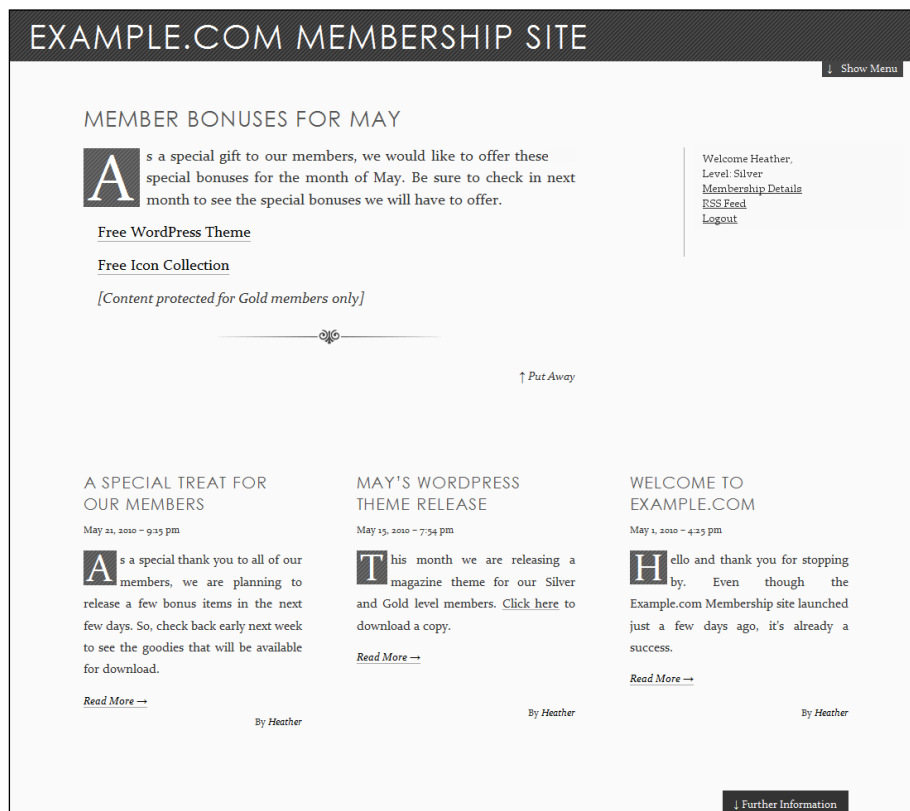 EXAMPLE.COM MEMBERSHIP SITE
↓ Show Menu
MEMBER BONUSES FOR MAY
As a special gift to our members, we would like to offer these
special bonuses for the month of May. Be sure to check in next
month to see the special bonuses we will have to offer.
Free WordPress Theme
Free Icon Collection
[Content protected for Gold members only]
↑ Put Away
Welcome Heather,
Level: Silver
Membership Details
RSS Feed
Logout
A SPECIAL TREAT FOR
OUR MEMBERS
May 21, 2010 – 9:15 pm
As a special thank you to all of our
members, we are planning to
release a few bonus items in the next
few days. So, check back early next week
to see the goodies that will be available
for download.
Read More →
By Heather
MAY'S WORDPRESS
THEME RELEASE
May 15, 2010 – 7:54 pm
This month we are releasing a
magazine theme for our Silver
and Gold level members. Click here to
download a copy.
Read More →
By Heather
WELCOME TO
EXAMPLE.COM
May 1, 2010 – 4:25 pm
Hello and thank you for stopping
by. Even though the
Example.com Membership site launched
just a few days ago, it's already a
success.
Read More →
By Heather
↓ Further Information